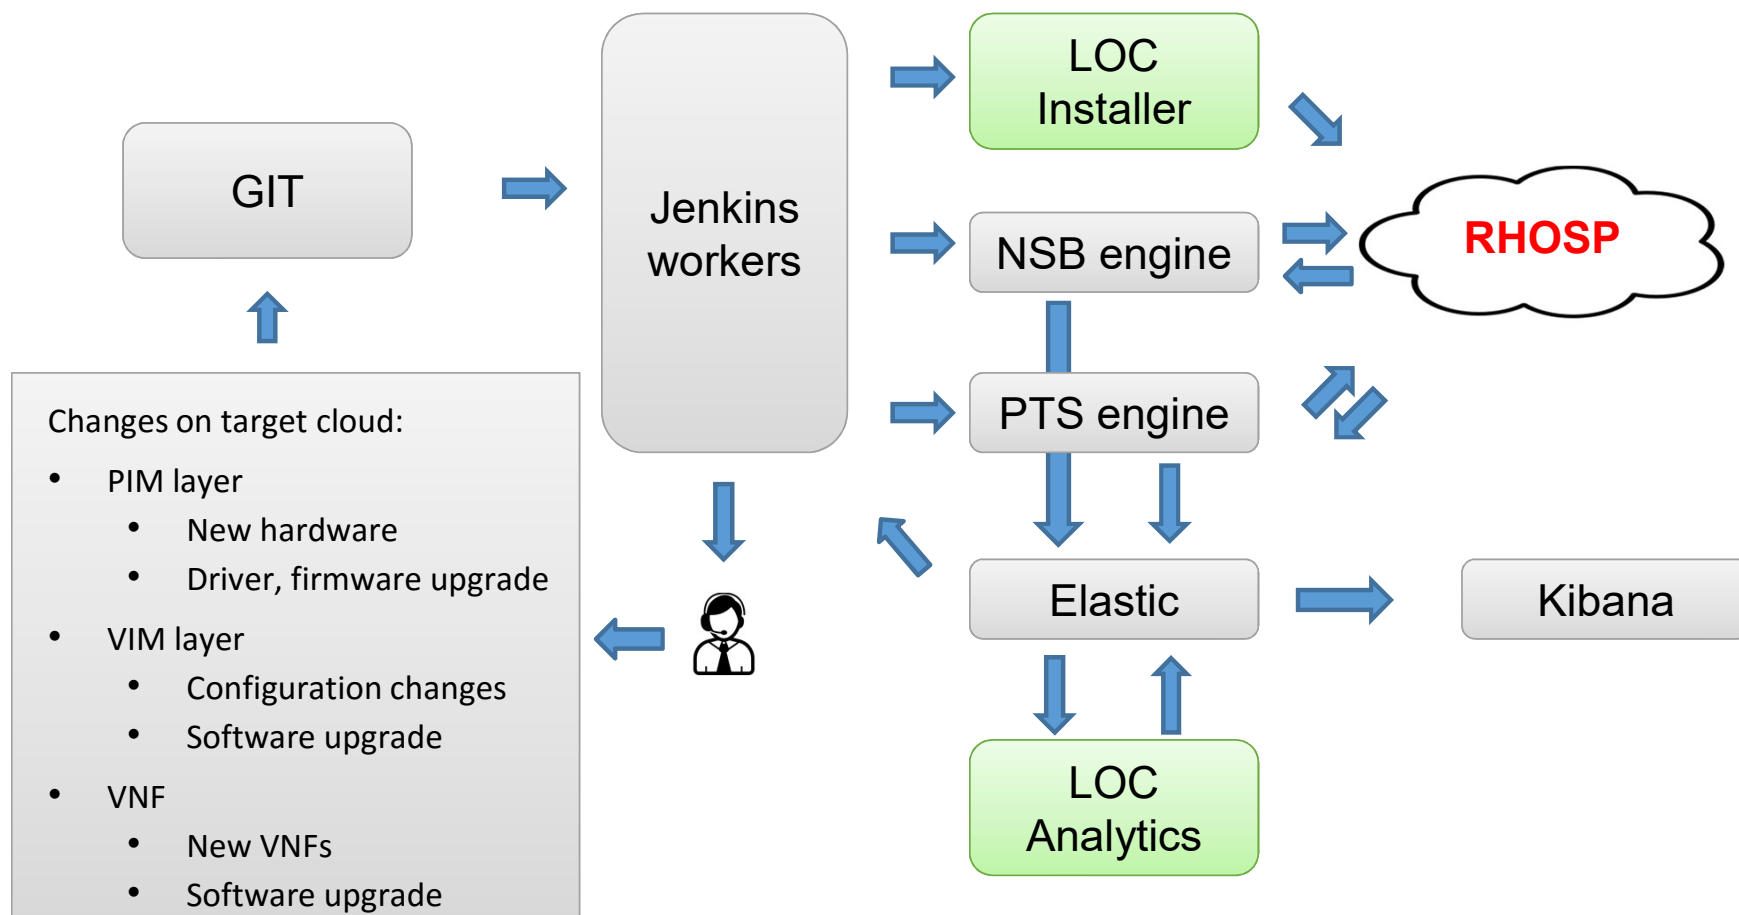 LOC
Installer
GIT
Jenkins
workers
NSB engine
RHOSP
PTS engine
Changes on target cloud:
• PIM layer
• New hardware
• Driver, firmware upgrade
• VIM layer
• Configuration changes
• Software upgrade
• VNF
• New VNFs
• Software upgrade
Elastic
Kibana
LOC
Analytics